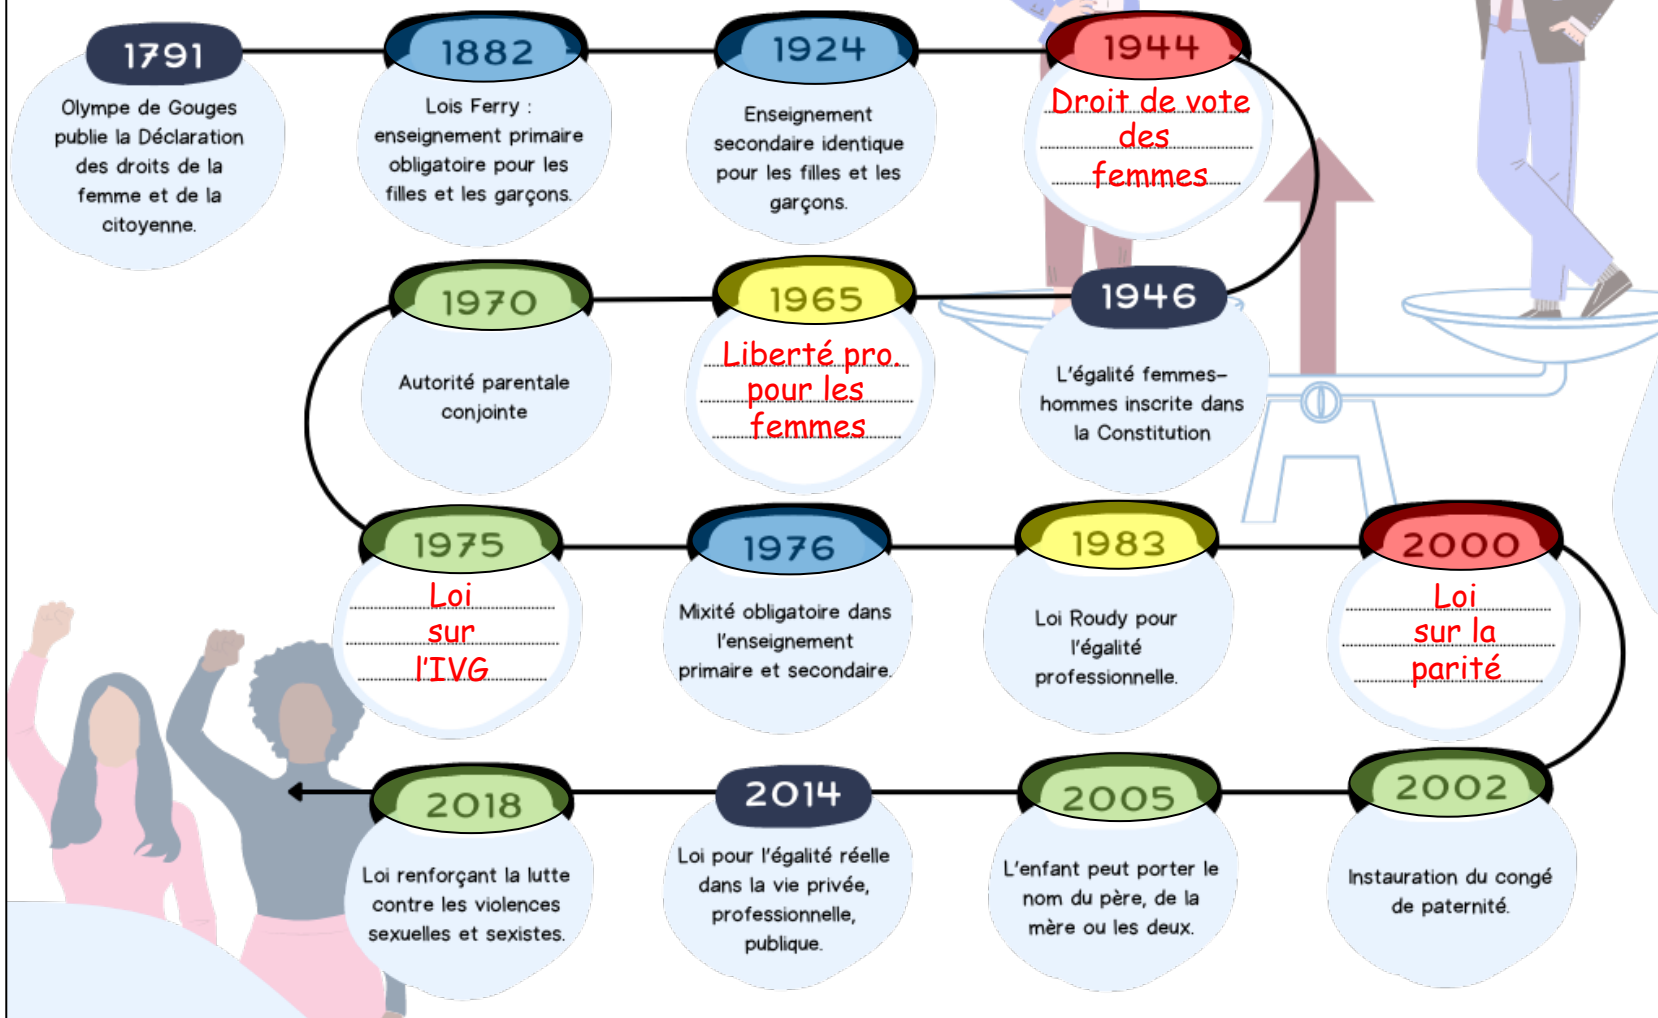 1791
Olympe de Gouges
publie la Déclaration
des droits de la
femme et de la
citoyenne.
1882
Lois Ferry :
enseignement primaire
obligatoire pour les
filles et les garçons.
1924
Enseignement
secondaire identique
pour les filles et les
garçons.
1944
Droit de vote
des
femmes
1946
L'égalité femmes-
hommes inscrite dans
la Constitution
1965
Liberté pro.
pour les
femmes
1970
Autorité parentale
conjointe
1975
Loi
sur
l'IVG
1976
Mixité obligatoire dans
l'enseignement
primaire et secondaire.
1983
Loi Roudy pour
l'égalité
professionnelle.
2000
Loi
sur la
parité
2002
Instauration du congé
de paternité.
2005
L'enfant peut porter le
nom du père, de la
mère ou les deux.
2014
Loi pour l'égalité réelle
dans la vie privée,
professionnelle,
publique.
2018
Loi renforçant la lutte
contre les violences
sexuelles et sexistes.